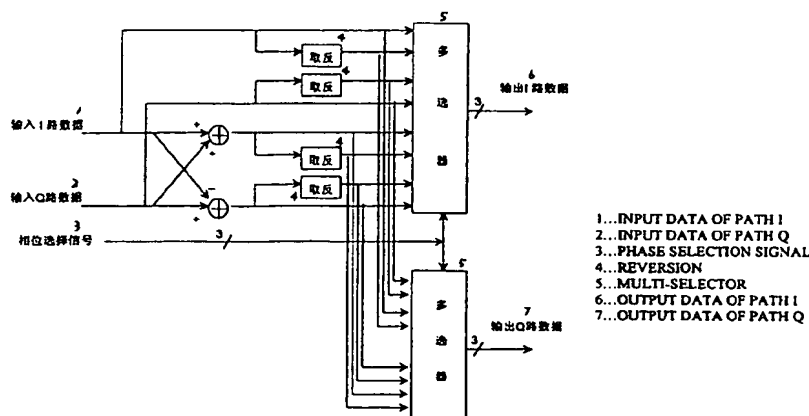 5
4
取反
4
取反
多
选
器
6
输出I路数据
3
1
输入I路数据
+
+
4
取反
2
输入Q路数据
-
+
4
取反
3
相位选择信号
3
5
多
选
器
7
输出Q路数据
3
1...INPUT DATA OF PATH I
2...INPUT DATA OF PATH Q
3...PHASE SELECTION SIGNAL
4...REVERSION
5...MULTI-SELECTOR
6...OUTPUT DATA OF PATH I
7...OUTPUT DATA OF PATH Q